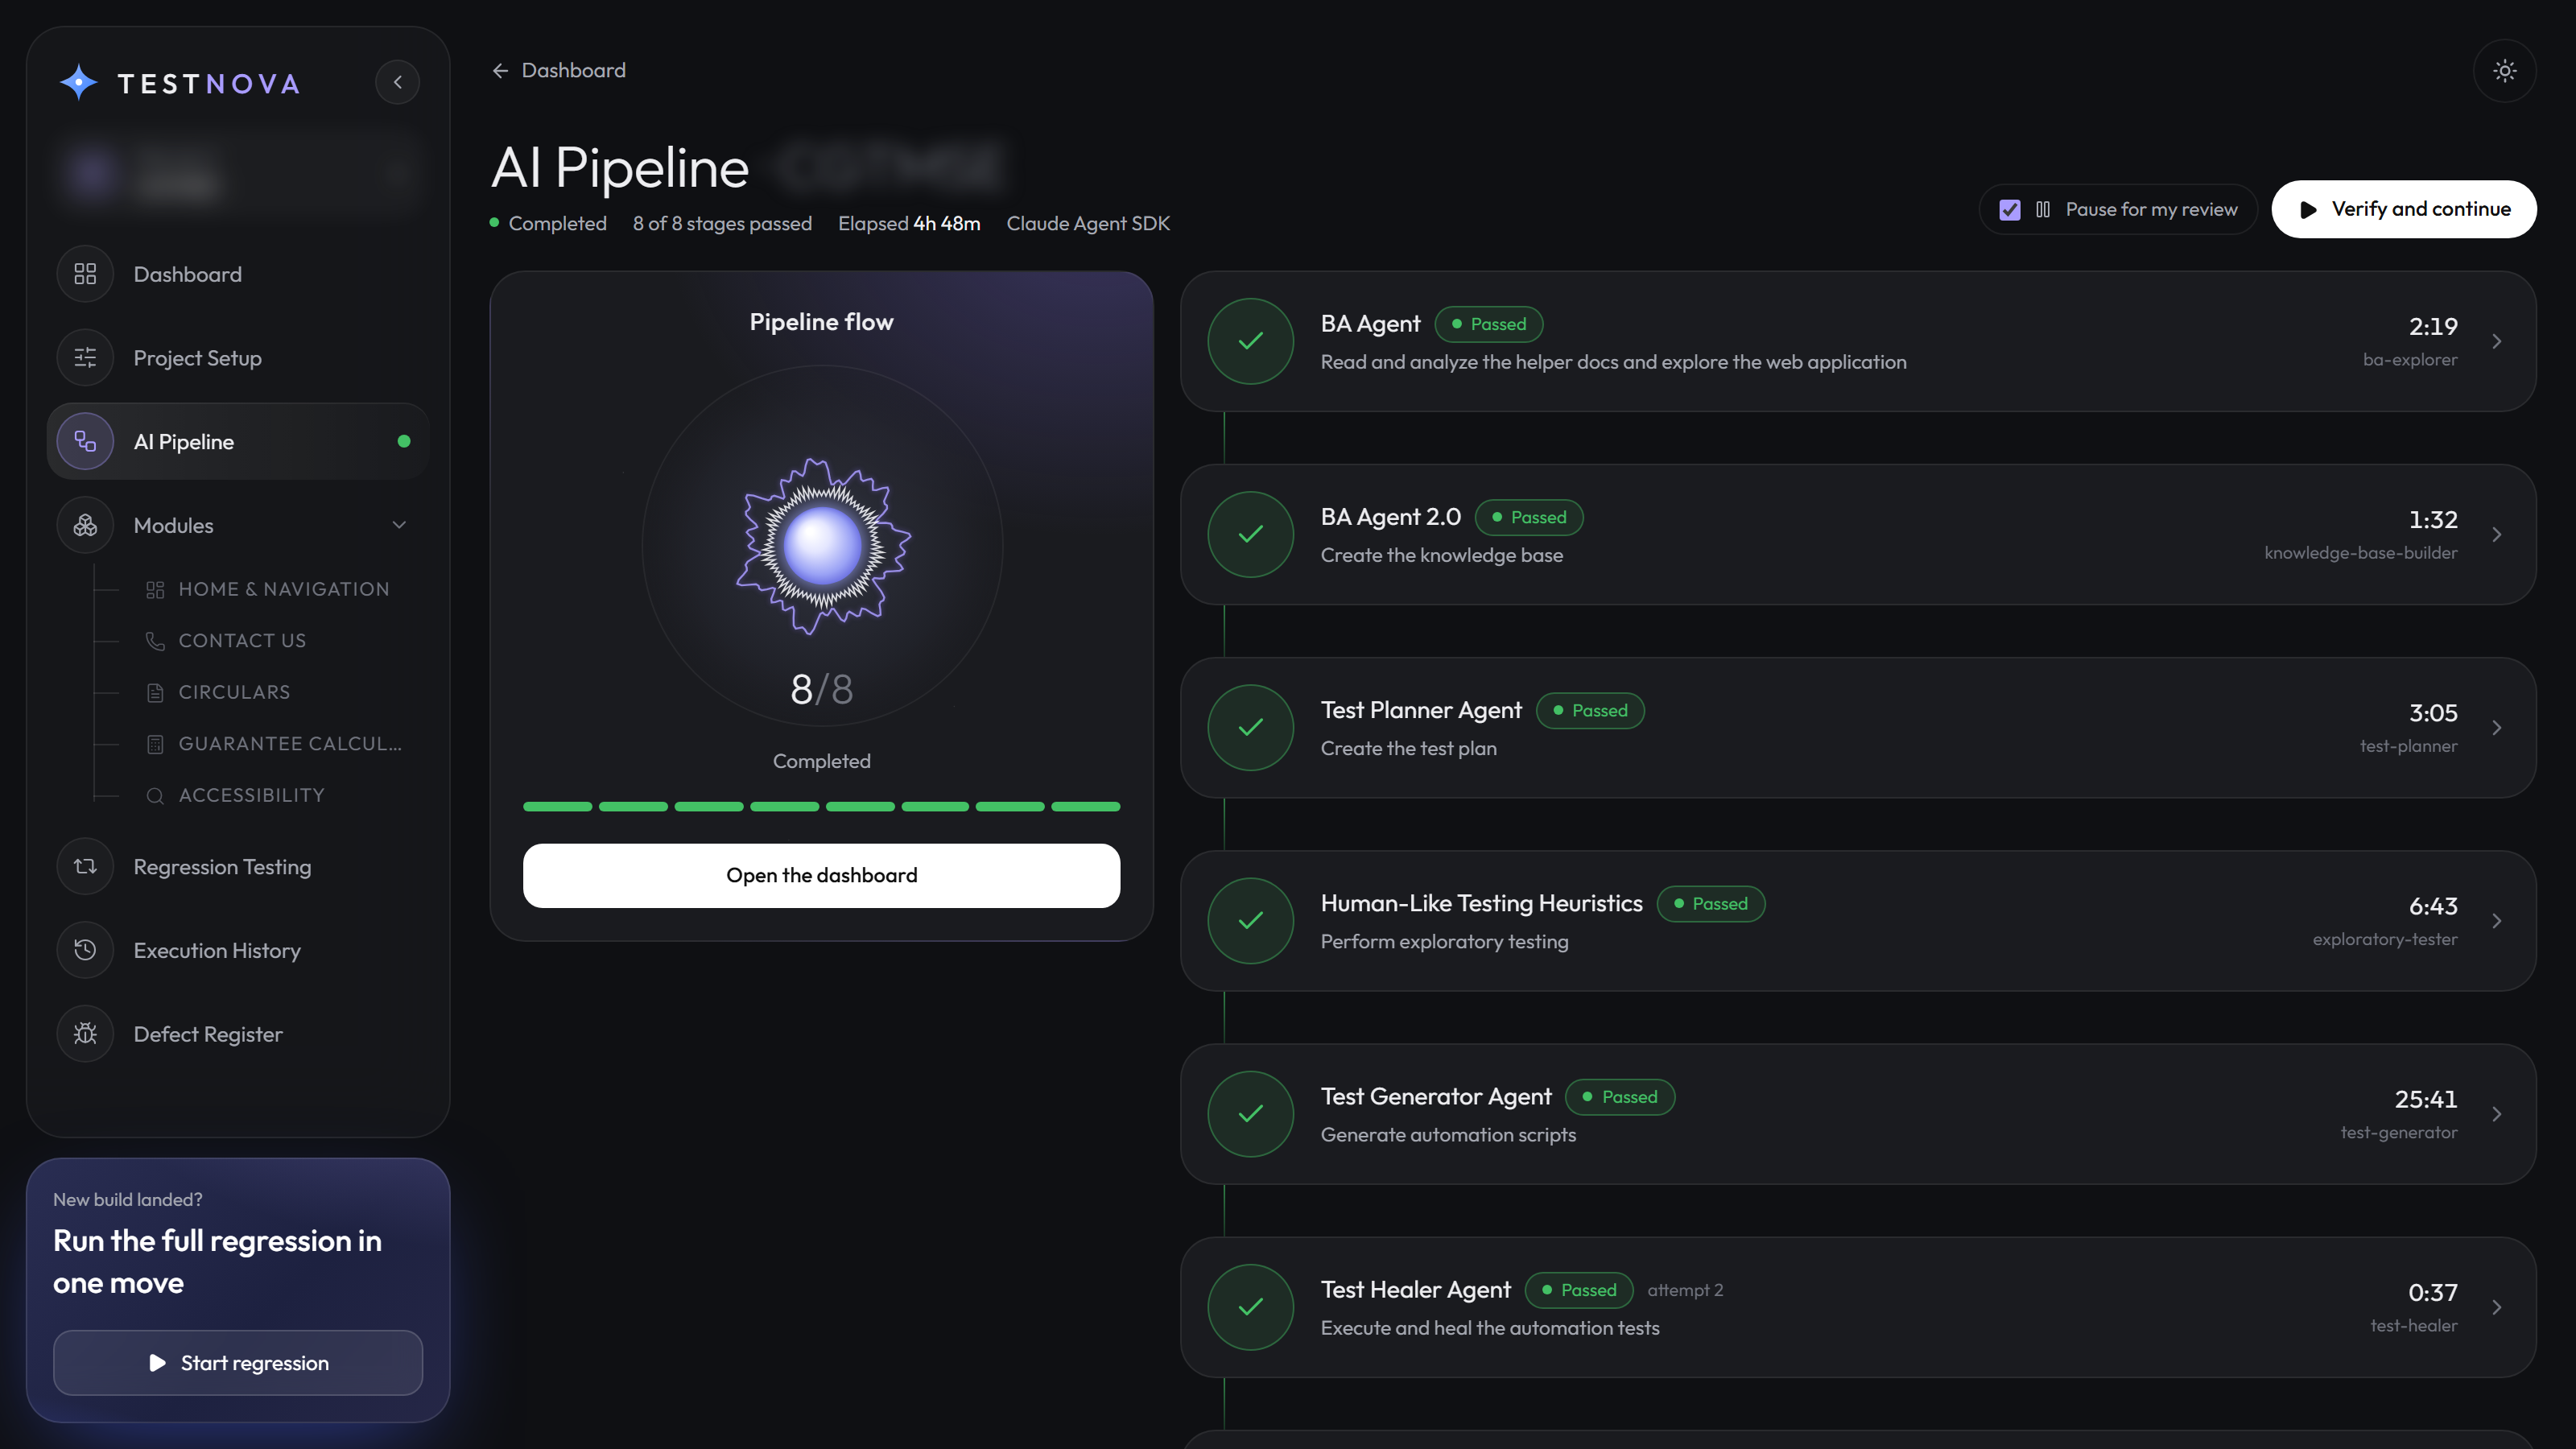 TESTNOVA
Dashboard
Project Setup
AI Pipeline
Modules
HOME & NAVIGATION
CONTACT US
CIRCULARS
GUARANTEE CALCUL...
ACCESSIBILITY
Regression Testing
Execution History
Defect Register
New build landed?
Run the full regression in
one move
Start regression
Dashboard
AI Pipeline
Completed 8 of 8 stages passed Elapsed 4h 48m Claude Agent SDK
Pause for my review
Verify and continue
Pipeline flow
8/8
Completed
Open the dashboard
BA Agent Passed
Read and analyze the helper docs and explore the web application
2:19
ba-explorer
BA Agent 2.0 Passed
Create the knowledge base
1:32
knowledge-base-builder
Test Planner Agent Passed
Create the test plan
3:05
test-planner
Human-Like Testing Heuristics Passed
Perform exploratory testing
6:43
exploratory-tester
Test Generator Agent Passed
Generate automation scripts
25:41
test-generator
Test Healer Agent Passed attempt 2
Execute and heal the automation tests
0:37
test-healer